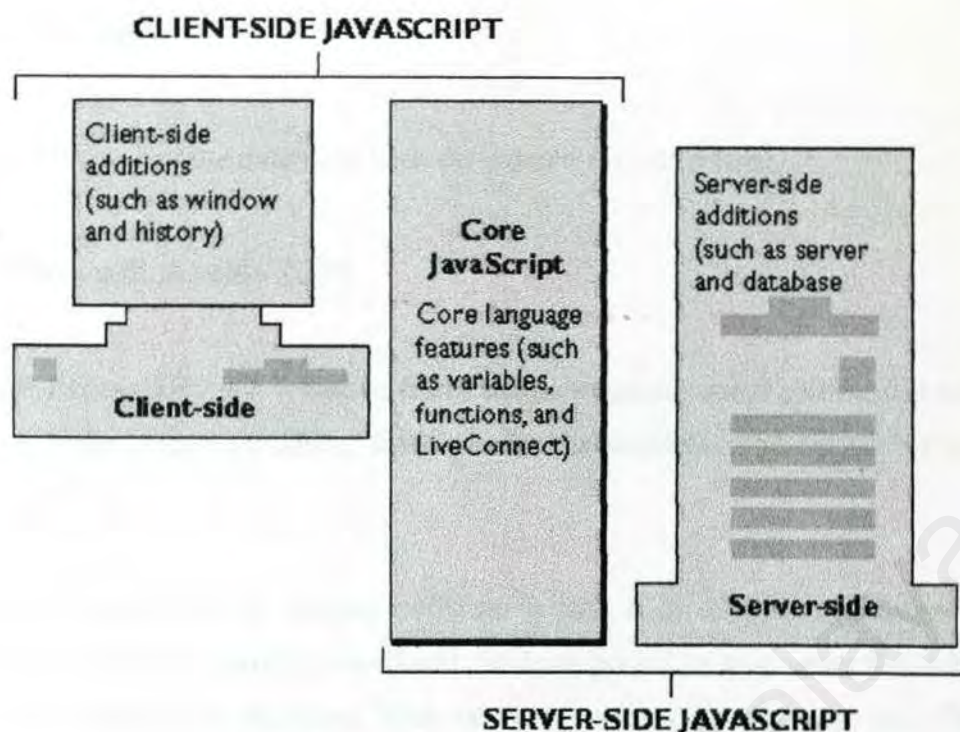 CLIENT-SIDE JAVASCRIPT
Client-side
additions
(such as window
and history)
Client-side
Core
JavaScript
Core language
features (such
as variables,
functions, and
LiveConnect)
Server-side
additions
(such as server
and database
Server-side
SERVER-SIDE JAVASCRIPT